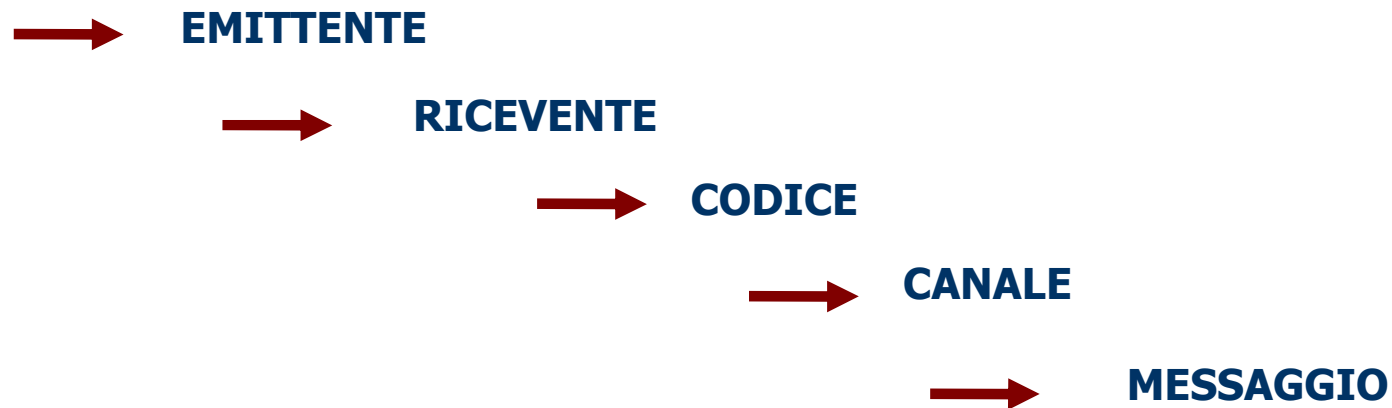 EMITTENTE
RICEVENTE
CODICE
CANALE
MESSAGGIO